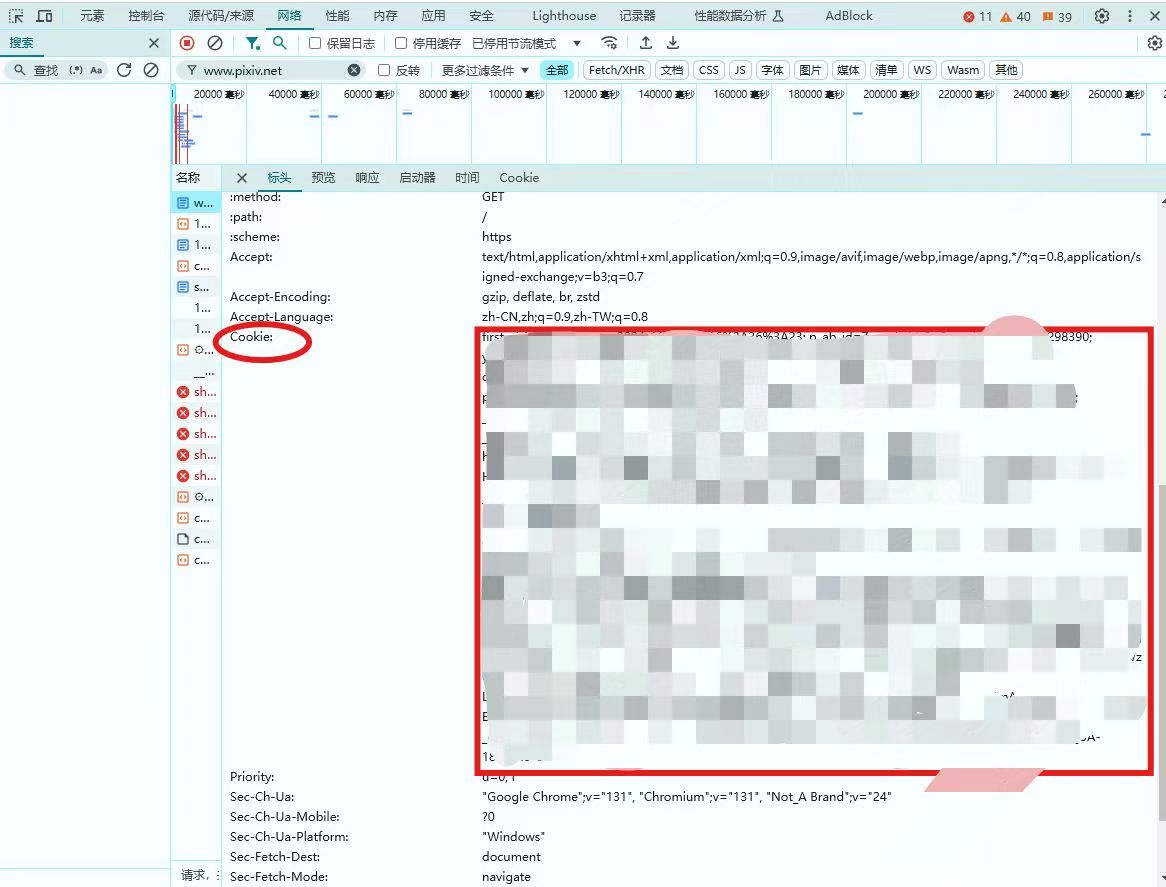 元素 控制台 源代码/来源 网络 性能 内存 应用 安全 Lighthouse 记录器 性能数据分析 AdBlock 11 40 39
搜索 保留日志 停用缓存 已停用节流模式
查找 (.*) Aa www.pixiv.net 反转 更多过滤条件 全部 Fetch/XHR 文档 CSS JS 字体 图片 媒体 清单 WS Wasm 其他
20000 毫秒 40000 毫秒 60000 毫秒 80000 毫秒 100000 毫秒 120000 毫秒 140000 毫秒 160000 毫秒 180000 毫秒 200000 毫秒 220000 毫秒 240000 毫秒 260000 毫秒
名称 标头 预览 响应 启动器 时间 Cookie
w...
1...
1...
c...
s...
1...
1...
...
__...
sh...
sh...
sh...
sh...
sh...
...
c...
c...
c...
:method: GET
:path: /
:scheme: https
Accept: text/html,application/xhtml+xml,application/xml;q=0.9,image/avif,image/webp,image/apng,*/*;q=0.8,application/s
igned-exchange;v=b3;q=0.7
Accept-Encoding: gzip, deflate, br, zstd
Accept-Language: zh-CN,zh;q=0.9,zh-TW;q=0.8
Cookie: 298390;
Priority: u=0, i
Sec-Ch-Ua: "Google Chrome";v="131", "Chromium";v="131", "Not_A Brand";v="24"
Sec-Ch-Ua-Mobile: ?0
Sec-Ch-Ua-Platform: "Windows"
Sec-Fetch-Dest: document
Sec-Fetch-Mode: navigate
请求,